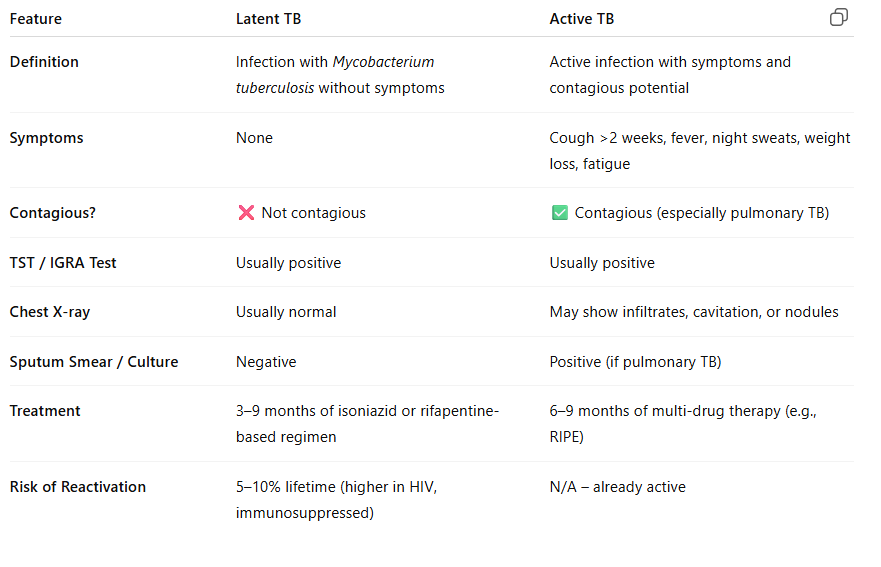 Feature Latent TB Active TB
Definition Infection with Mycobacterium Active infection with symptoms and
tuberculosis without symptoms contagious potential
Symptoms None Cough >2 weeks, fever, night sweats, weight
loss, fatigue
Contagious? ❌ Not contagious ✅ Contagious (especially pulmonary TB)
TST / IGRA Test Usually positive Usually positive
Chest X-ray Usually normal May show infiltrates, cavitation, or nodules
Sputum Smear / Culture Negative Positive (if pulmonary TB)
Treatment 3–9 months of isoniazid or rifapentine- 6–9 months of multi-drug therapy (e.g.,
based regimen RIPE)
Risk of Reactivation 5–10% lifetime (higher in HIV, N/A – already active
immunosuppressed)